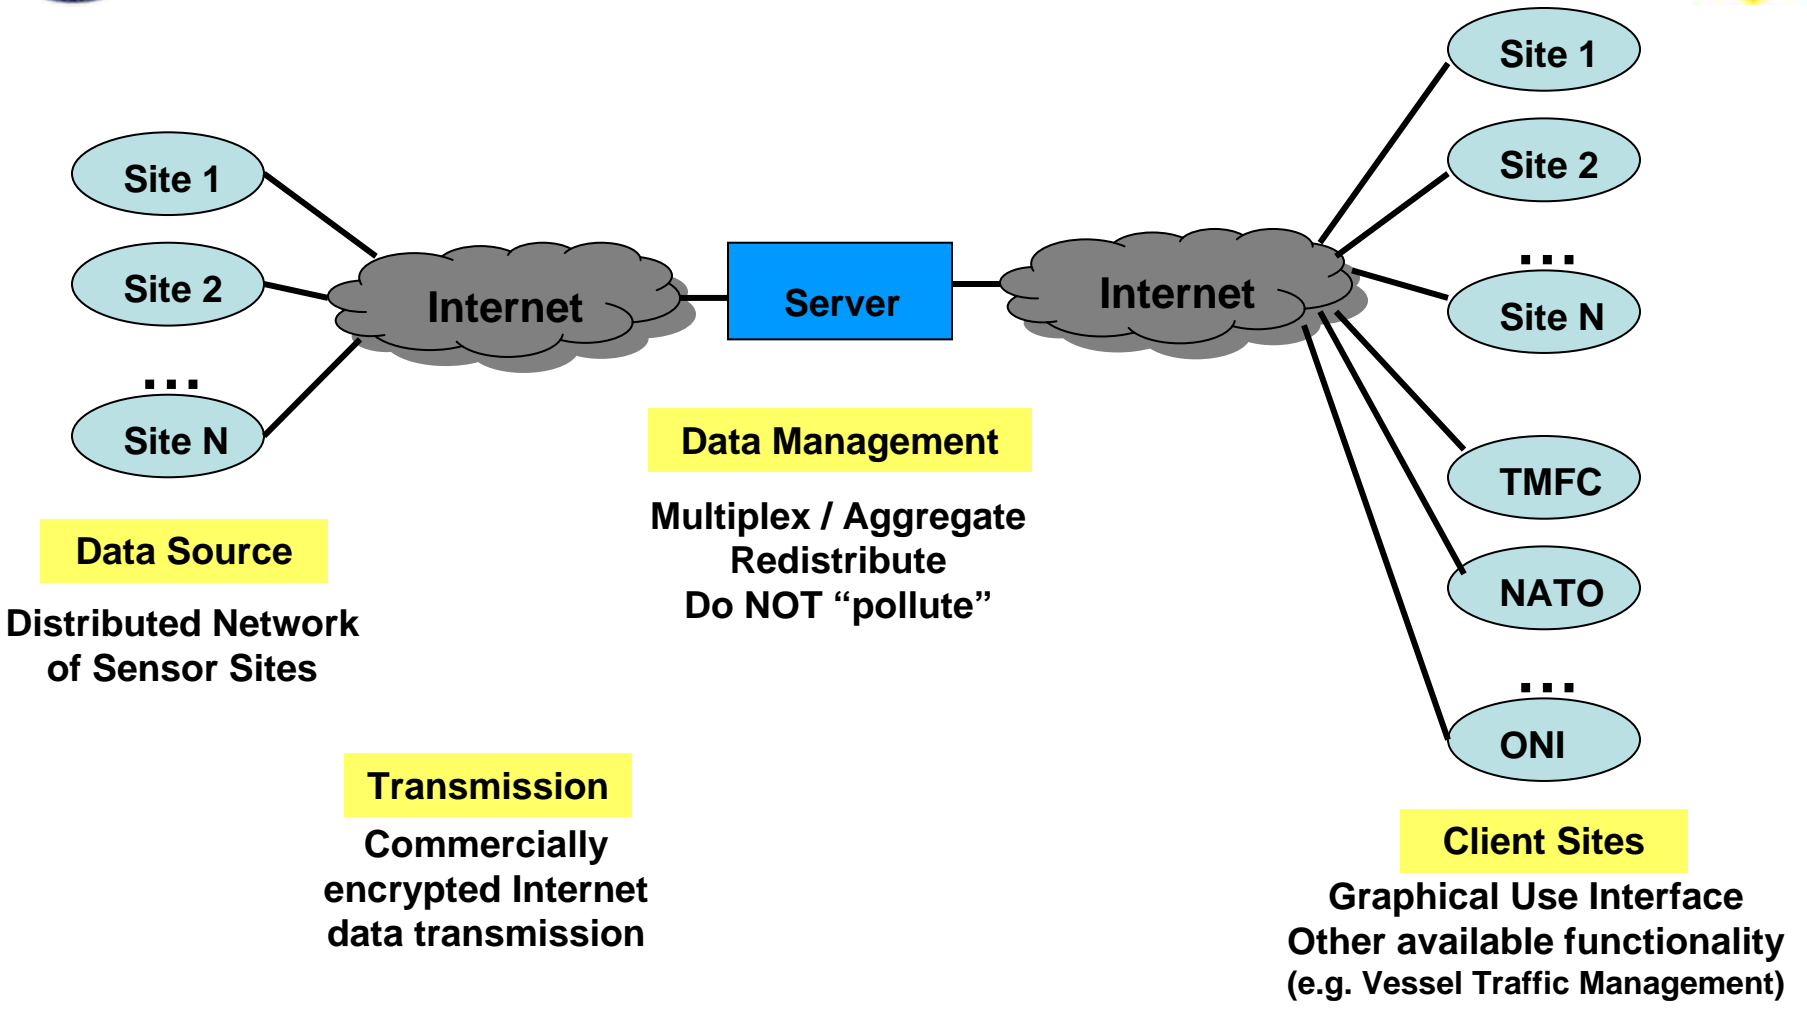 Site 1
Site 2
...
Site N
Data Source
Distributed Network
of Sensor Sites
Internet
Transmission
Commercially
encrypted Internet
data transmission
Server
Data Management
Multiplex / Aggregate
Redistribute
Do NOT “pollute”
Internet
Site 1
Site 2
...
Site N
TMFC
NATO
...
ONI
Client Sites
Graphical Use Interface
Other available functionality
(e.g. Vessel Traffic Management)